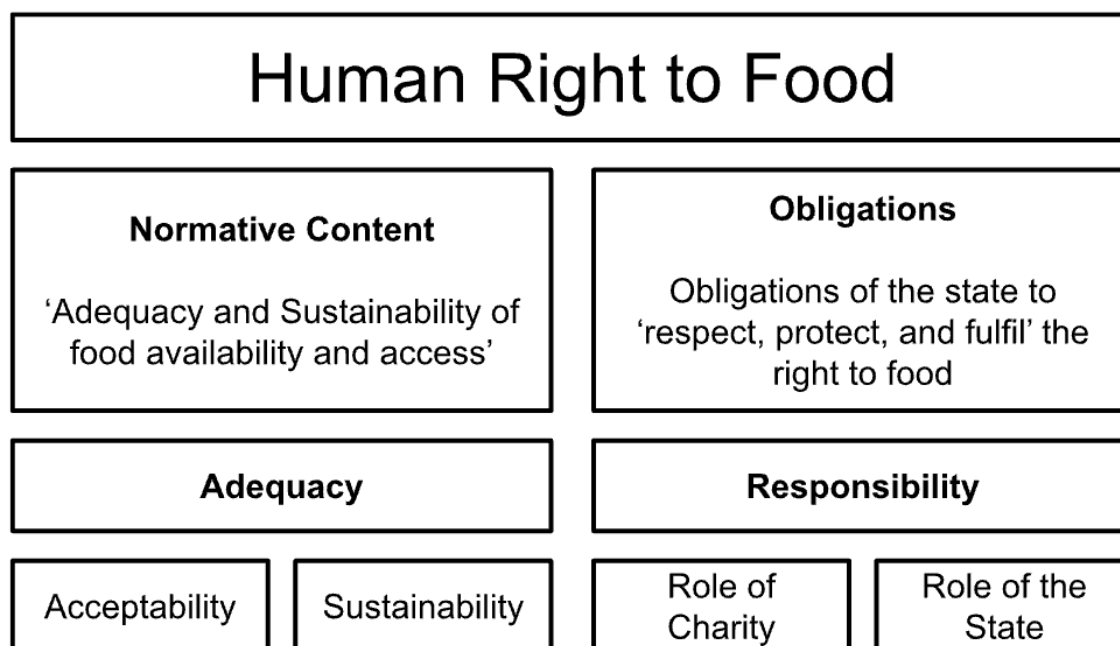 Human Right to Food
Normative Content
‘Adequacy and Sustainability of
food availability and access’
Obligations
Obligations of the state to
‘respect, protect, and fulfil’ the
right to food
Adequacy
Responsibility
Acceptability
Sustainability
Role of
Charity
Role of the
State